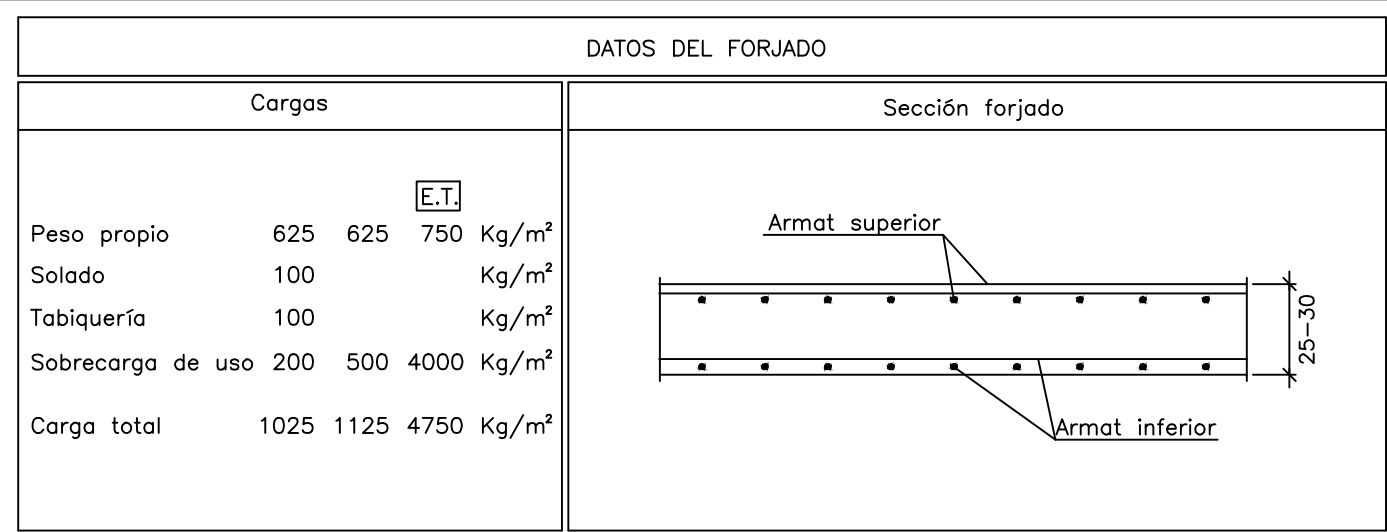 DATOS DEL FORJADO
Cargas
E.T.
Peso propio 625 625 750 Kg/m²
Solado 100 Kg/m²
Tabiquería 100 Kg/m²
Sobrecarga de uso 200 500 4000 Kg/m²
Carga total 1025 1125 4750 Kg/m²
Sección forjado
Armat superior
25-30
Armat inferior